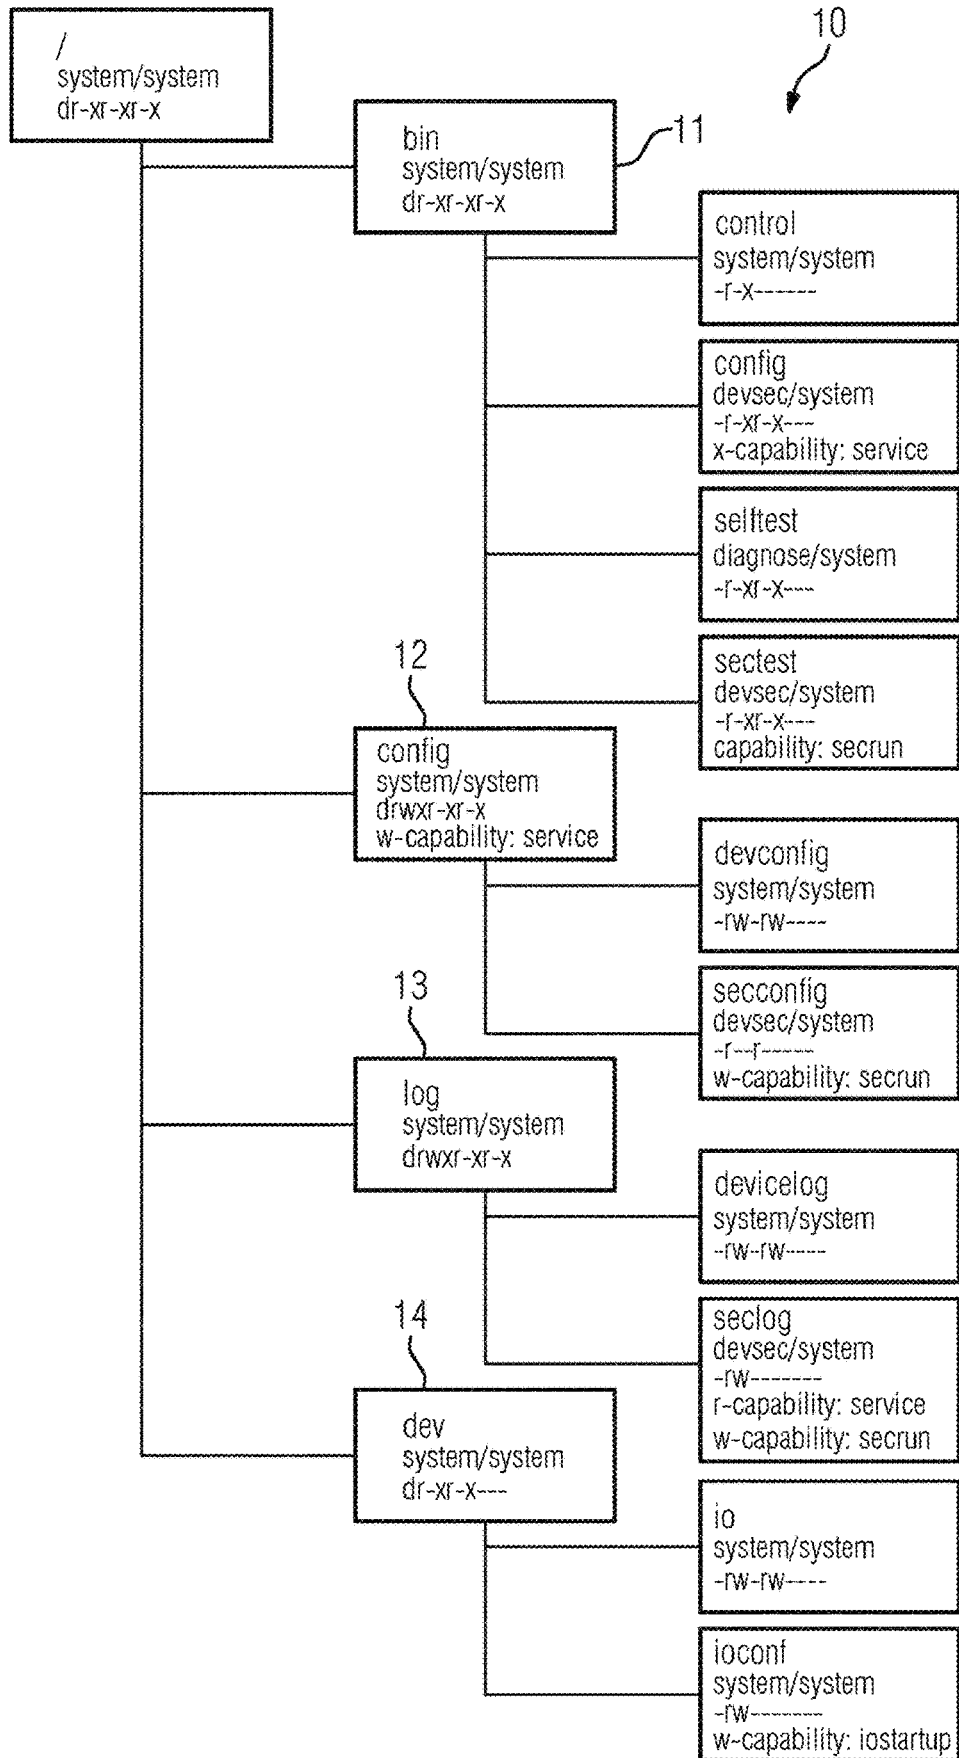 /
system/system
dr-xr-xr-x
10
bin
system/system
dr-xr-xr-x
11
control
system/system
-r-x------
config
devsec/system
-r-xr-x---
x-capability: service
selftest
diagnose/system
-r-xr-x---
sectest
devsec/system
-r-xr-x---
capability: secrun
12
config
system/system
drwxr-xr-x
w-capability: service
devconfig
system/system
-rw-rw----
secconfig
devsec/system
-r--r-----
w-capability: secrun
13
log
system/system
drwxr-xr-x
devicelog
system/system
-rw-rw----
seclog
devsec/system
-rw-------
r-capability: service
w-capability: secrun
14
dev
system/system
dr-xr-x---
io
system/system
-rw-rw----
ioconf
system/system
-rw-------
w-capability: iostartup